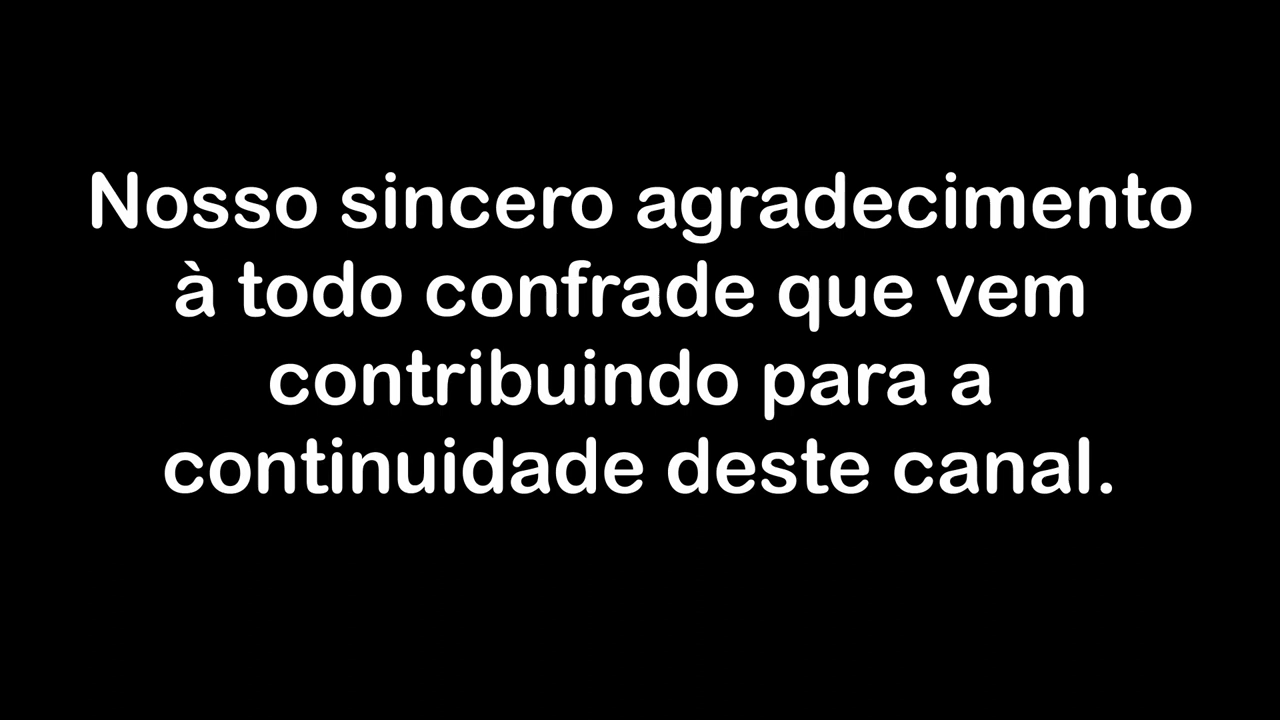 Nosso sincero agradecimento
à todo confrade que vem
contribuindo para a
continuidade deste canal.